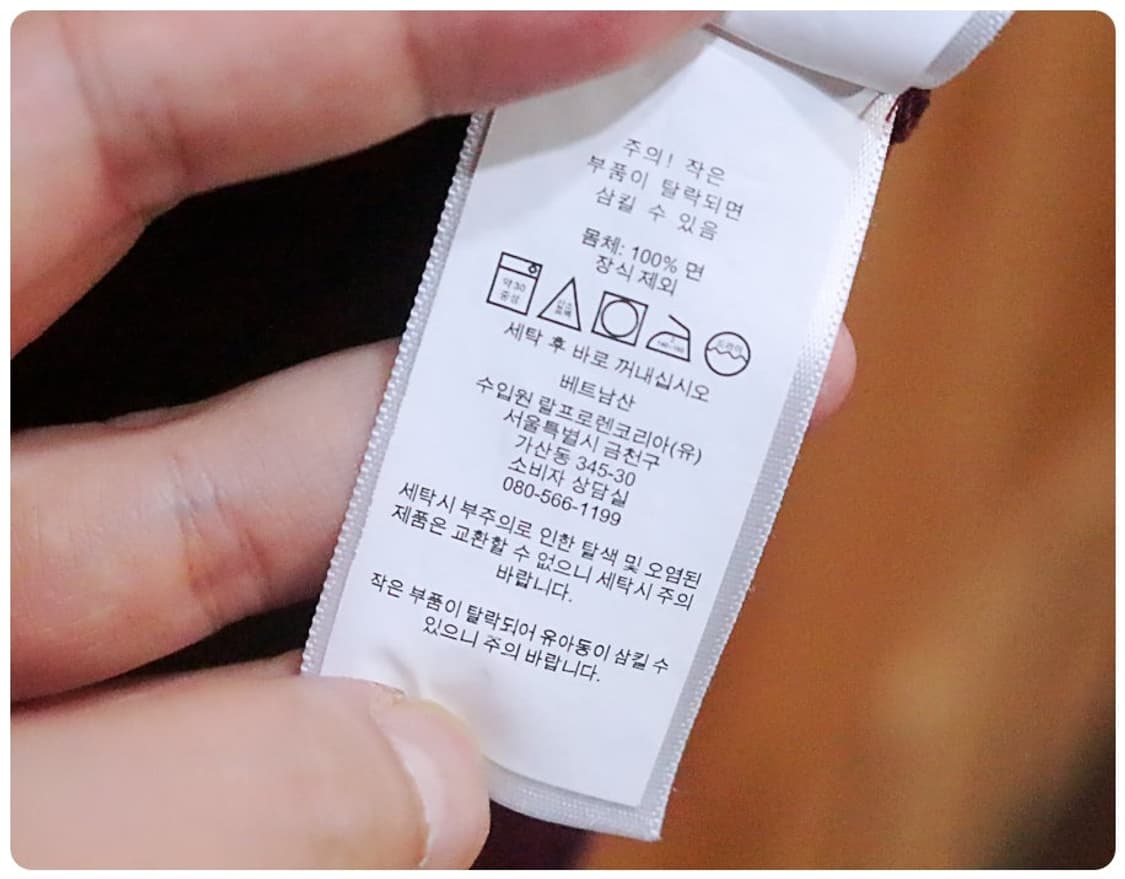 주의! 작은
부품이 탈락되면
삼킬 수 있음
몸체: 100% 면
장식 제외
약 30
중성
세탁 후 바로 꺼내십시오
베트남산
수입원 랄프로렌코리아(유)
서울특별시 금천구
가산동 345-30
소비자 상담실
080-566-1199
세탁시 부주의로 인한 탈색 및 오염된
제품은 교환할 수 없으니 세탁시 주의
바랍니다.
작은 부품이 탈락되어 유아동이 삼킬 수
있으니 주의 바랍니다.